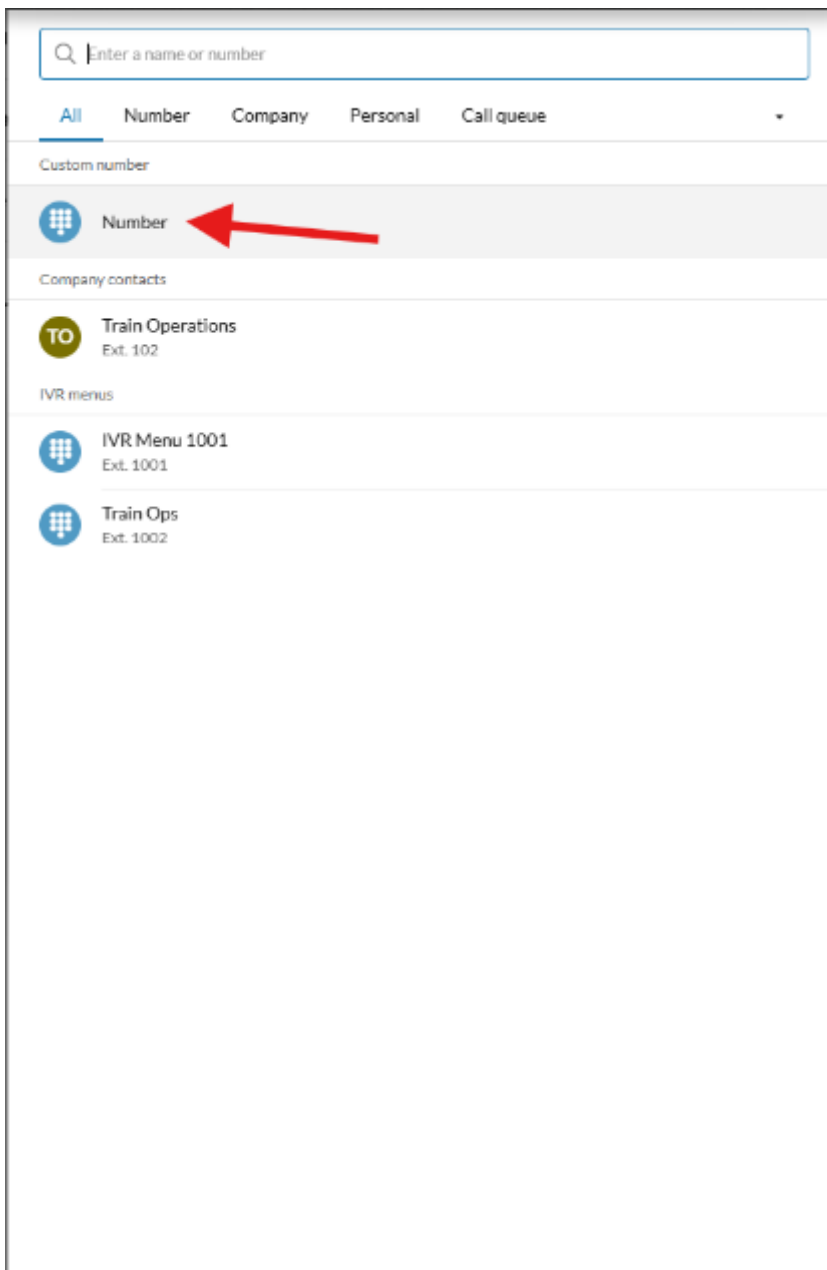 Enter a name or number
All Number Company Personal Call queue
Custom number
Number
Company contacts
TO
Train Operations
Ext. 102
IVR menus
IVR Menu 1001
Ext. 1001
Train Ops
Ext. 1002